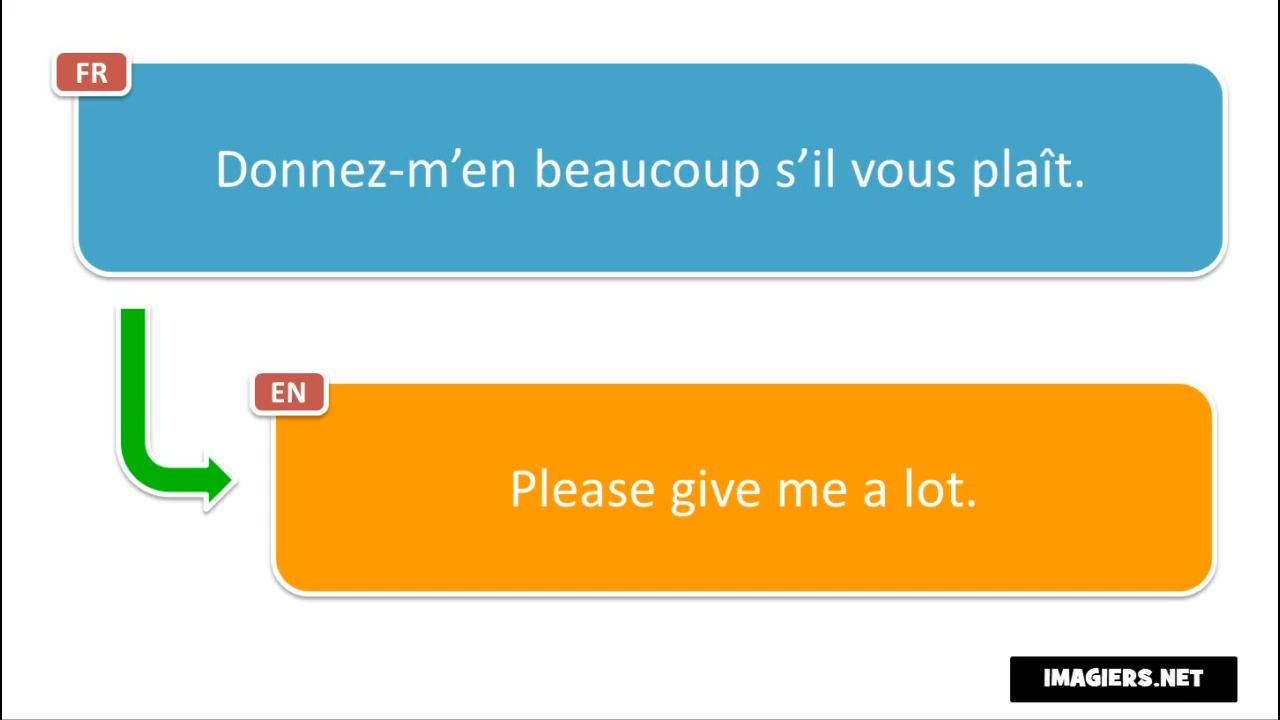 FR
Donnez-m’en beaucoup s’il vous plaît.
EN
Please give me a lot.
IMAGIERS.NET